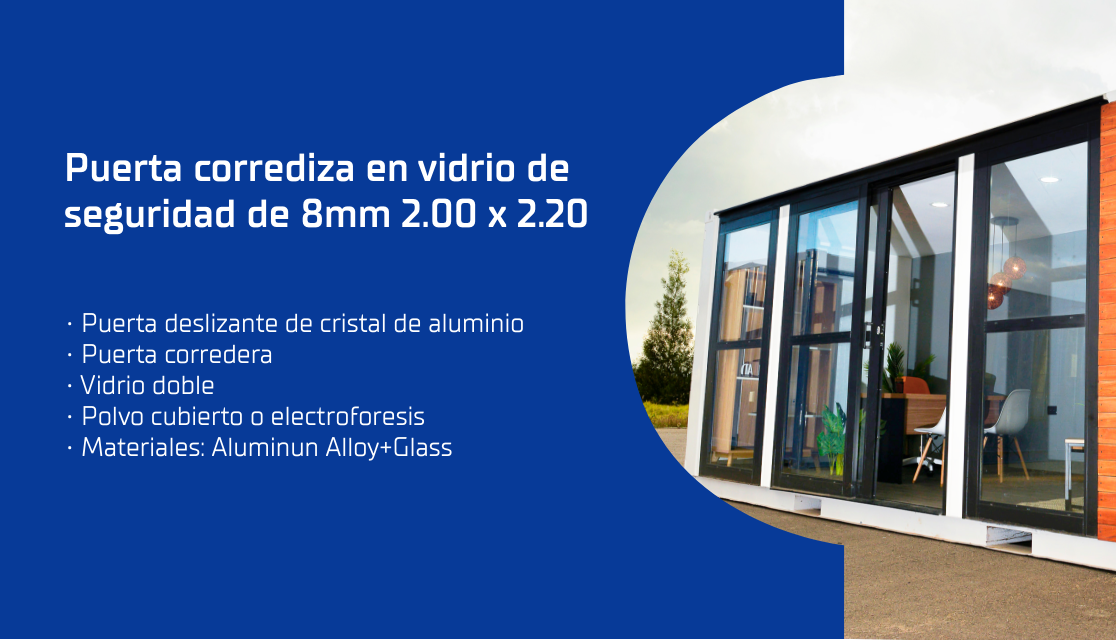 Puerta corrediza en vidrio de
seguridad de 8mm 2.00 x 2.20
· Puerta deslizante de cristal de aluminio
· Puerta corredera
· Vidrio doble
· Polvo cubierto o electroforesis
· Materiales: Aluminun Alloy+Glass